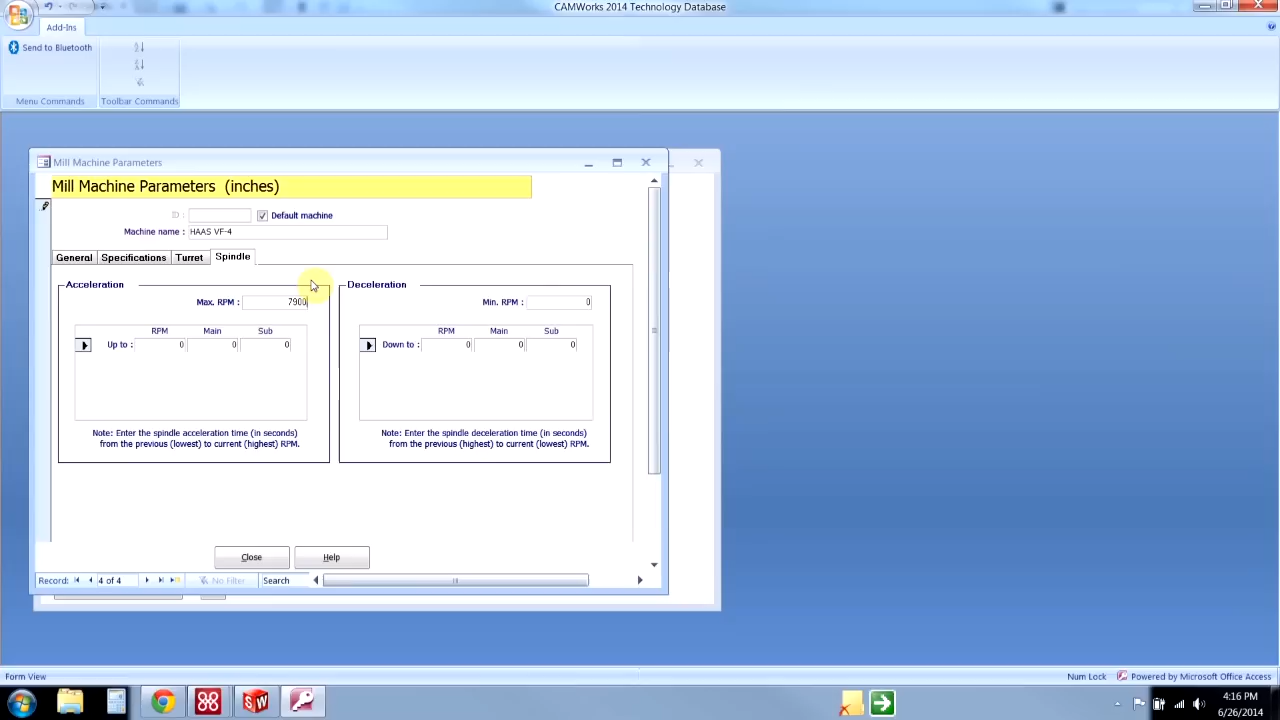 CAMWorks 2014 Technology Database
Add-Ins
Send to Bluetooth
Menu Commands
Toolbar Commands
Mill Machine Parameters
Mill Machine Parameters (inches)
ID :
Default machine
Machine name : HAAS VF-4
General Specifications Turret Spindle
Acceleration
Max. RPM : 7900
RPM Main Sub
Up to : 0 0 0
Note: Enter the spindle acceleration time (in seconds)
from the previous (lowest) to current (highest) RPM.
Deceleration
Min. RPM : 0
RPM Main Sub
Down to : 0 0 0
Note: Enter the spindle deceleration time (in seconds)
from the previous (highest) to current (lowest) RPM.
Close Help
Record: 4 of 4 No Filter Search
Form View
Num Lock Powered by Microsoft Office Access
4:16 PM
6/26/2014